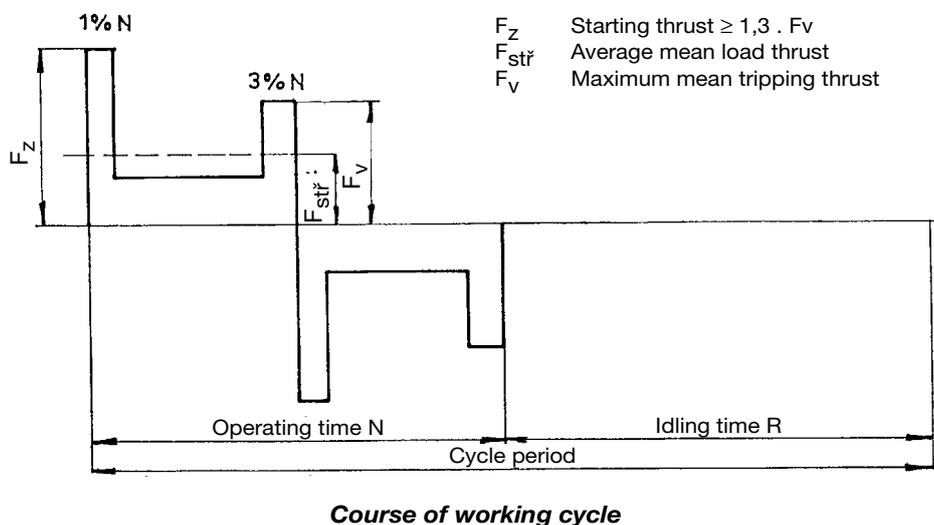 1% N
F_z Starting thrust ≥ 1,3 . Fv
F_stř Average mean load thrust
F_v Maximum mean tripping thrust
3% N
F_z
F_stř
F_v
Operating time N
Idling time R
Cycle period
Course of working cycle